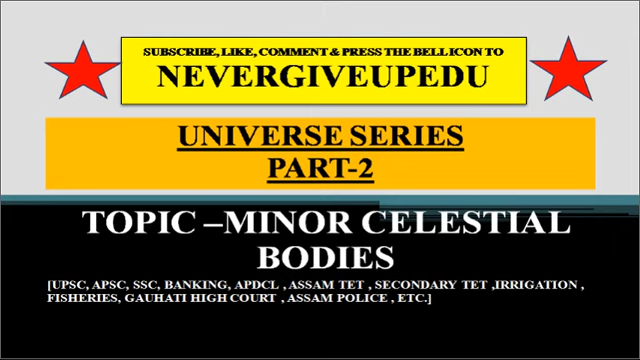 SUBSCRIBE, LIKE, COMMENT & PRESS THE BELL ICON TO
NEVERGIVEUPEDU
UNIVERSE SERIES
PART-2
TOPIC –MINOR CELESTIAL
BODIES
[UPSC, APSC, SSC, BANKING, APDCL , ASSAM TET , SECONDARY TET ,IRRIGATION ,
FISHERIES, GAUHATI HIGH COURT , ASSAM POLICE , ETC.]